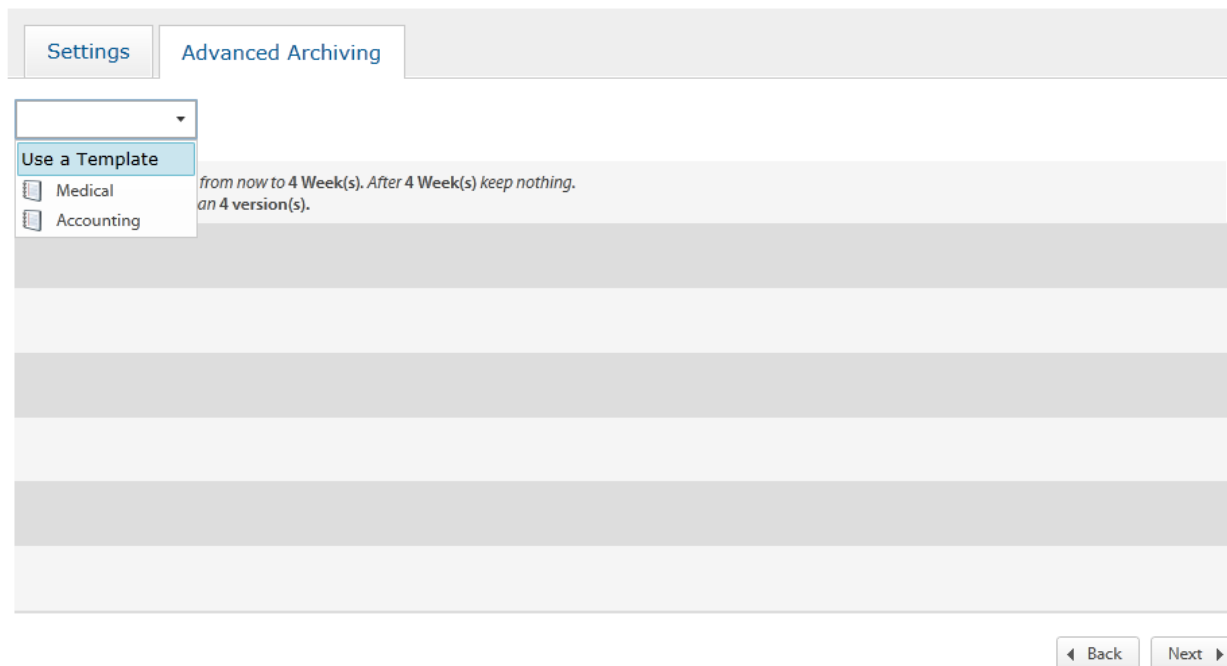 Settings
Advanced Archiving
Use a Template
Medical
Accounting
from now to 4 Week(s). After 4 Week(s) keep nothing.
an 4 version(s).
Back
Next